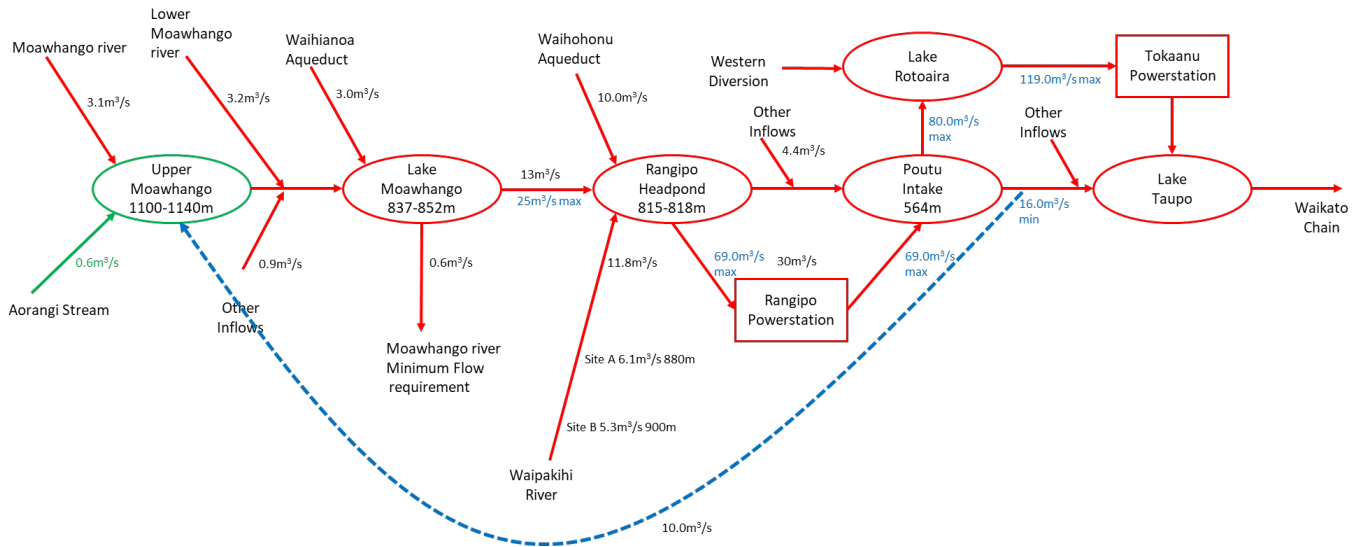 Moawhango river
Lower
Moawhango
river
Waihianoa
Aqueduct
Waihohonu
Aqueduct
Western
Diversion
Lake
Rotoaira
Tokaanu
Powerstation
119.0m³/s max
3.1m³/s
3.2m³/s
3.0m³/s
10.0m³/s
Other
Inflows
4.4m³/s
80.0m³/s
max
Other
Inflows
Upper
Moawhango
1100-1140m
Lake
Moawhango
837-852m
13m³/s
25m³/s max
Rangipo
Headpond
815-818m
Poutu
Intake
564m
16.0m³/s
min
Lake
Taupo
Waikato
Chain
0.6m³/s
Aorangi Stream
0.9m³/s
Other
Inflows
0.6m³/s
Moawhango river
Minimum Flow
requirement
11.8m³/s
69.0m³/s
max
30m³/s
69.0m³/s
max
Rangipo
Powerstation
Site A 6.1m³/s 880m
Site B 5.3m³/s 900m
Waipakihi
River
10.0m³/s